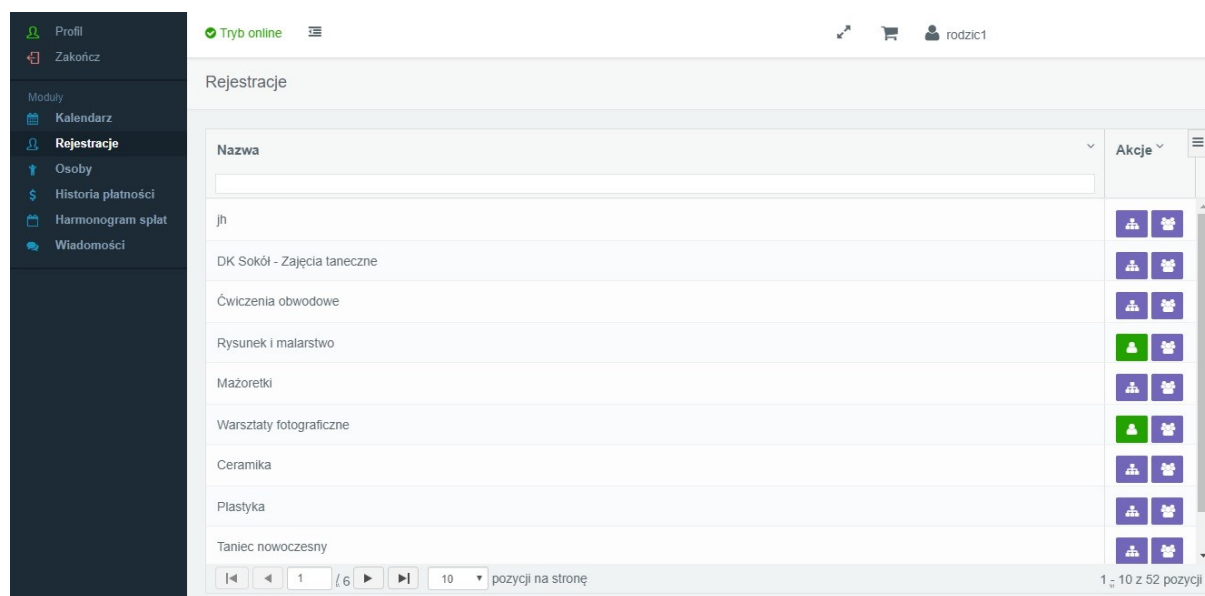 Profil
Zakończ
Moduły
Kalendarz
Rejestracje
Osoby
Historia płatności
Harmonogram spłat
Wiadomości
Tryb online
rodzic1
Rejestracje
Nazwa Akcje
jh
DK Sokół - Zajęcia taneczne
Ćwiczenia obwodowe
Rysunek i malarstwo
Mażoretki
Warsztaty fotograficzne
Ceramika
Plastyka
Taniec nowoczesny
1 / 6 10 pozycji na stronę 1 - 10 z 52 pozycji